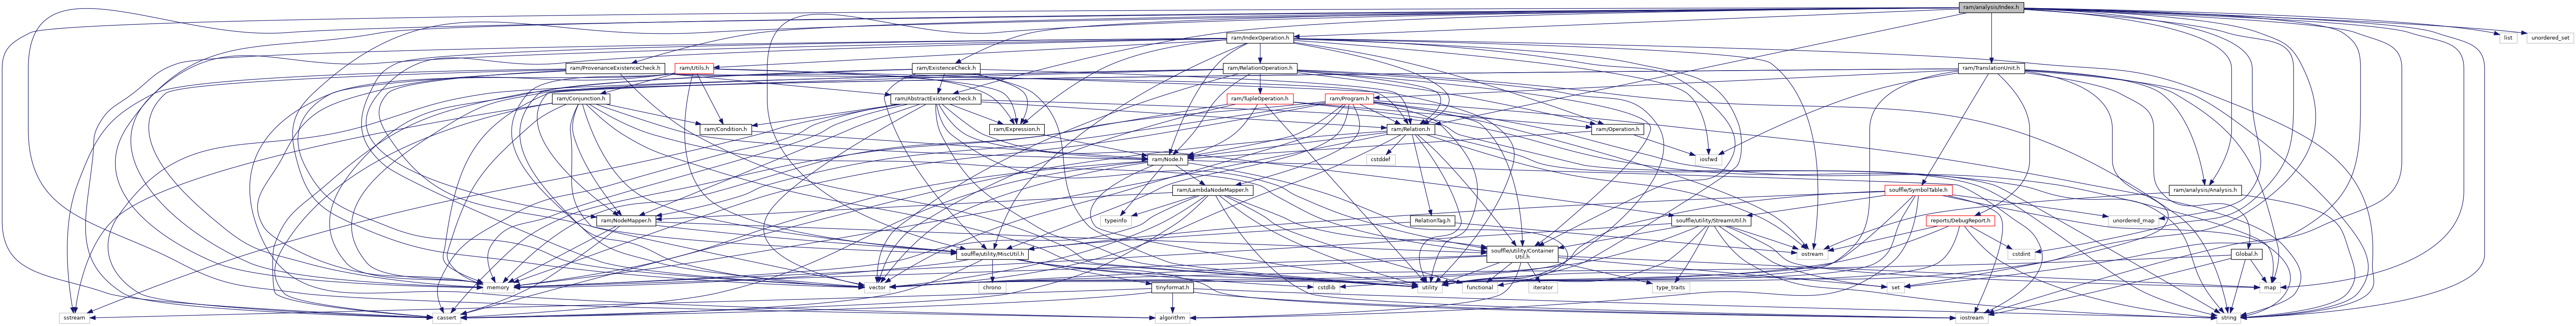 ram/analysis/Index.h
list
unordered_set
ram/IndexOperation.h
ram/ProvenanceExistenceCheck.h
ram/Utils.h
ram/ExistenceCheck.h
ram/RelationOperation.h
ram/TranslationUnit.h
ram/Conjunction.h
ram/AbstractExistenceCheck.h
ram/TupleOperation.h
ram/Program.h
ram/Condition.h
ram/Expression.h
ram/Relation.h
ram/Operation.h
cstddef
ram/Node.h
iosfwd
ram/LambdaNodeMapper.h
souffle/SymbolTable.h
ram/analysis/Analysis.h
ram/NodeMapper.h
typeinfo
RelationTag.h
souffle/utility/StreamUtil.h
reports/DebugReport.h
unordered_map
souffle/utility/MiscUtil.h
souffle/utility/Container
Util.h
ostream
cstdint
Global.h
memory
vector
chrono
tinyformat.h
cstdlib
utility
functional
iterator
type_traits
set
map
sstream
cassert
algorithm
iostream
string